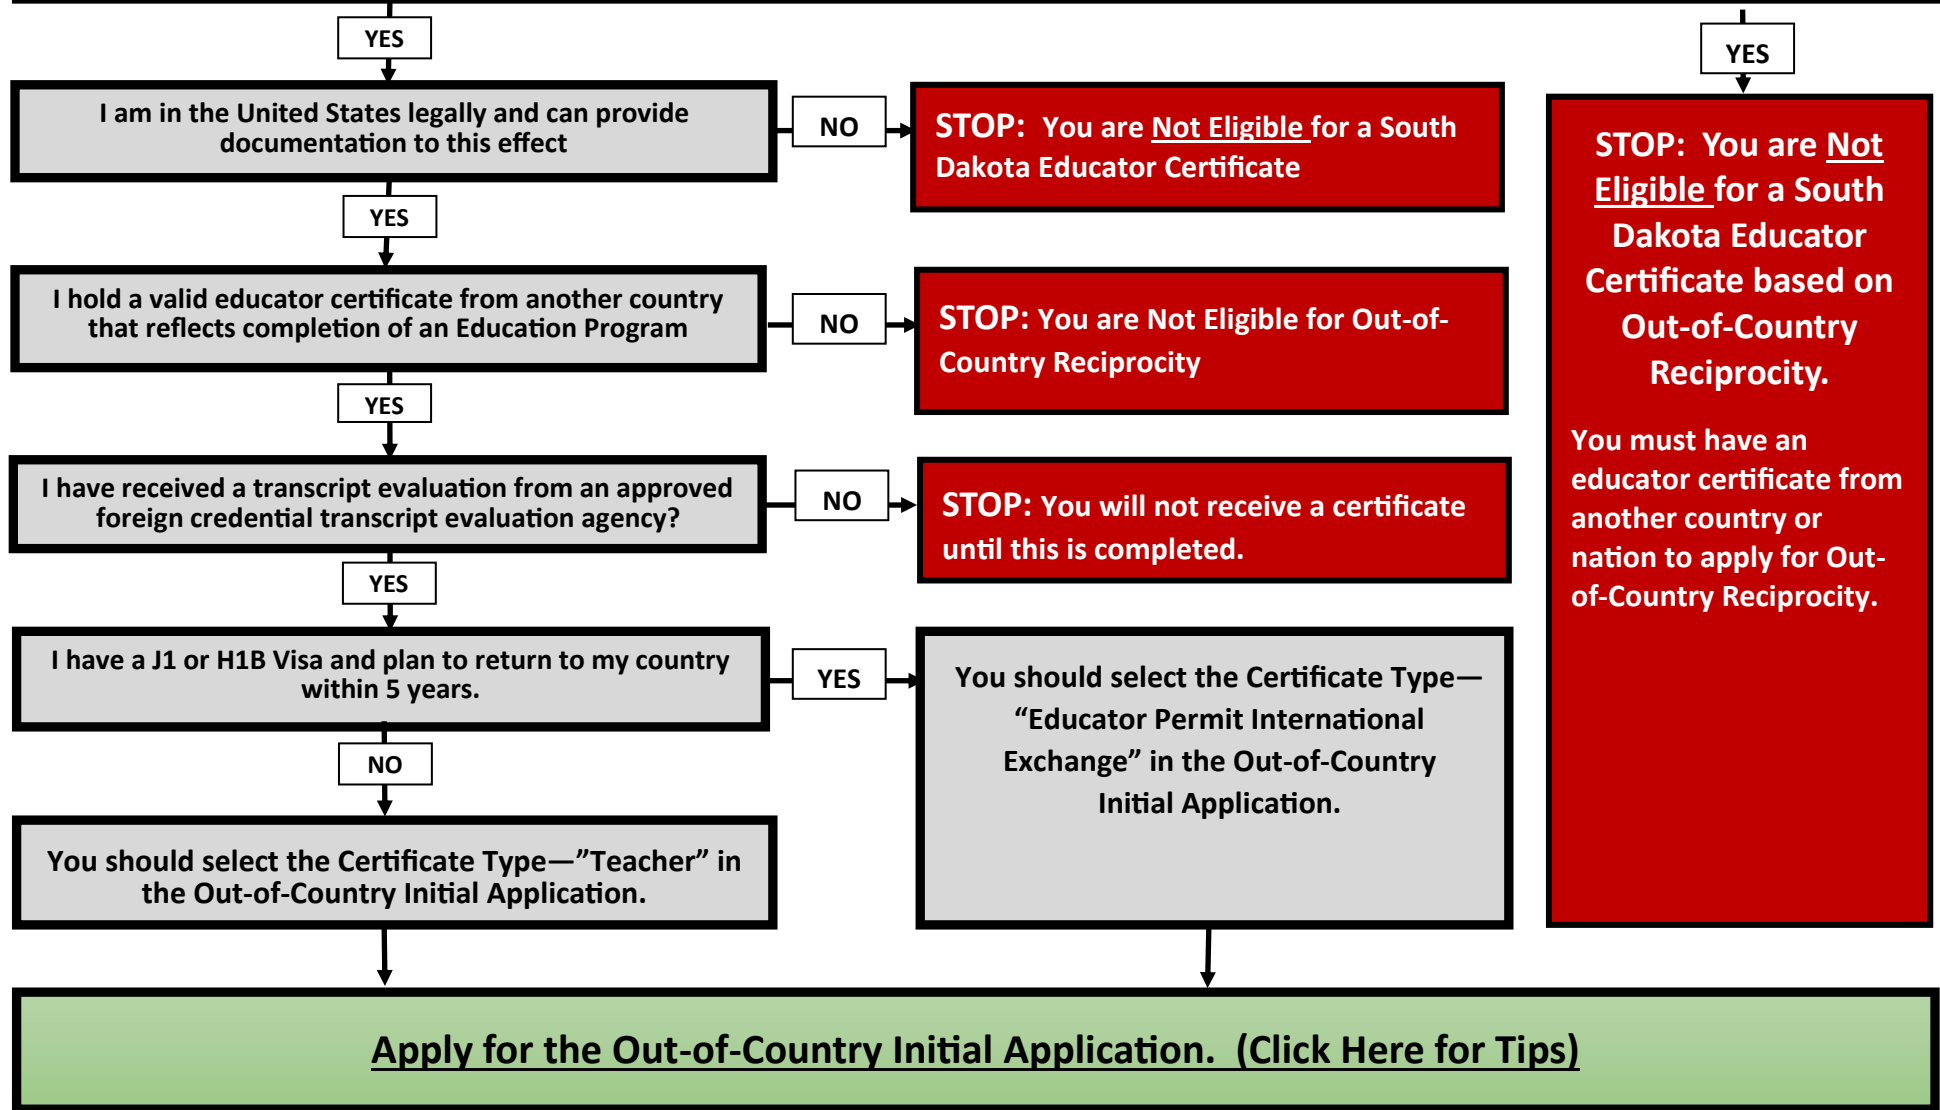 YES
YES
I am in the United States legally and can provide
documentation to this effect
NO
STOP: You are Not Eligible for a South
Dakota Educator Certificate
YES
I hold a valid educator certificate from another country
that reflects completion of an Education Program
NO
STOP: You are Not Eligible for Out-of-
Country Reciprocity
YES
I have received a transcript evaluation from an approved
foreign credential transcript evaluation agency?
NO
STOP: You will not receive a certificate
until this is completed.
YES
I have a J1 or H1B Visa and plan to return to my country
within 5 years.
YES
You should select the Certificate Type—
“Educator Permit International
Exchange” in the Out-of-Country
Initial Application.
NO
You should select the Certificate Type—”Teacher” in
the Out-of-Country Initial Application.
STOP: You are Not
Eligible for a South
Dakota Educator
Certificate based on
Out-of-Country
Reciprocity.
You must have an
educator certificate from
another country or
nation to apply for Out-
of-Country Reciprocity.
Apply for the Out-of-Country Initial Application. (Click Here for Tips)